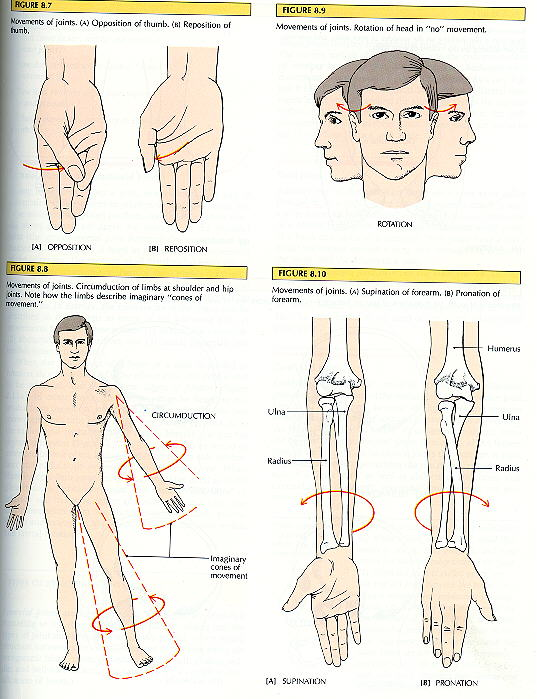 FIGURE 8.7
Movements of joints. (A) Opposition of thumb. (B) Reposition of
thumb.
[A] OPPOSITION
[B] REPOSITION
FIGURE 8.9
Movements of joints. Rotation of head in "no" movement.
ROTATION
FIGURE 8.8
Movements of joints. Circumduction of limbs at shoulder and hip
joints. Note how the limbs describe imaginary "cones of
movement."
CIRCUMDUCTION
Imaginary
cones of
movement
FIGURE 8.10
Movements of joints. (A) Supination of forearm. (B) Pronation of
forearm.
Humerus
Ulna
Ulna
Radius
Radius
[A] SUPINATION
[B] PRONATION